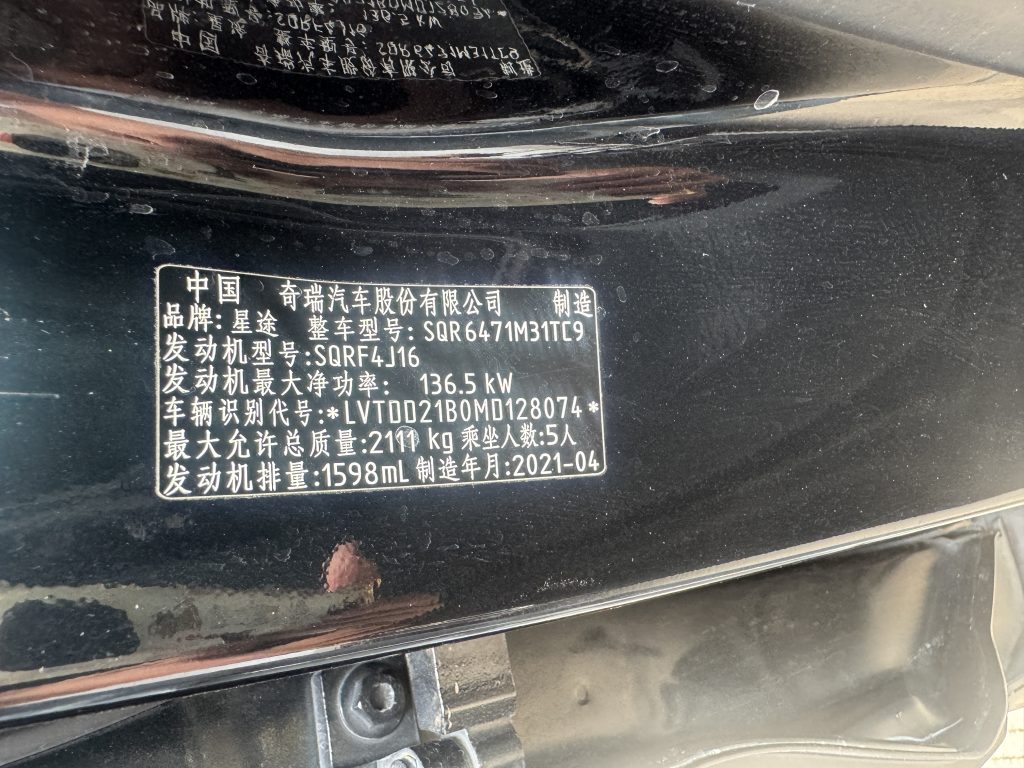 中国 奇瑞汽车股份有限公司 制造
品牌: 星途 整车型号: SQR6471M31TC9
发动机型号:SQRF4J16
发动机最大净功率: 136.5 kW
车辆识别代号:*LVTDD21B0MD128074*
最大允许总质量:2111 kg 乘坐人数:5人
发动机排量:1598mL 制造年月:2021-04